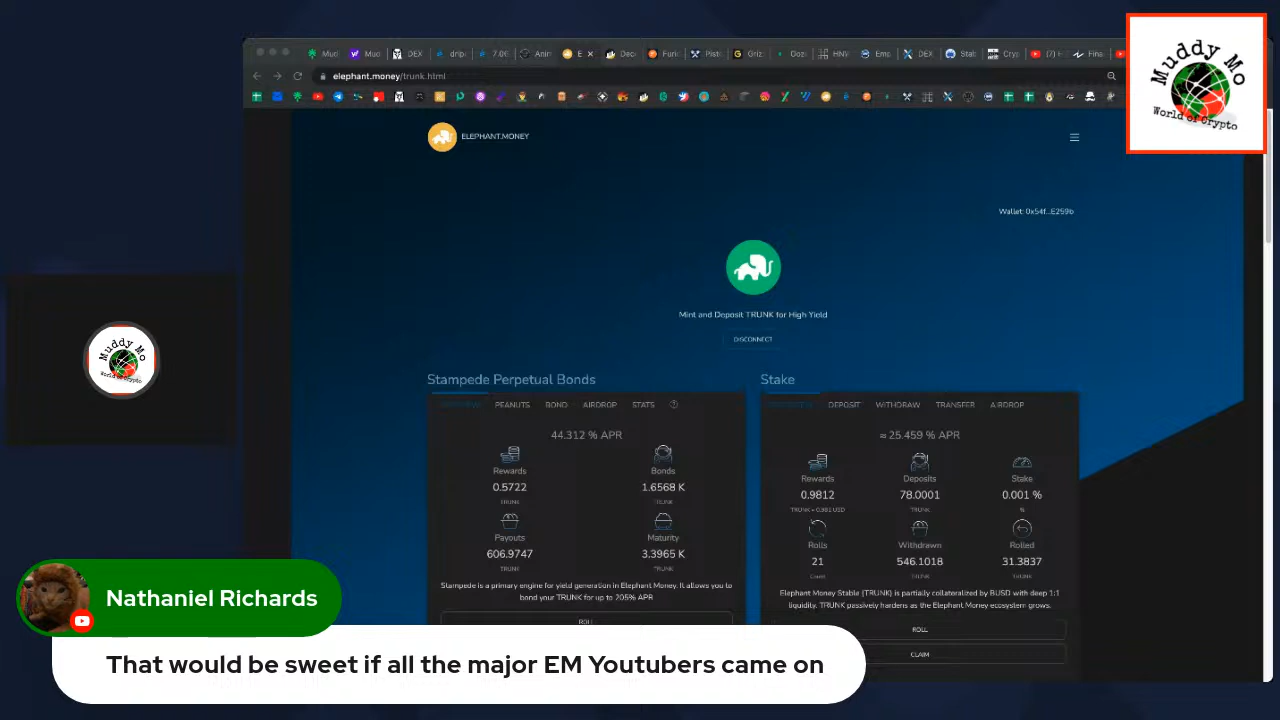 Muddy Mo
World of Crypto
elephant.money/trunk.html
ELEPHANT.MONEY
Wallet: 0x54f...E259b
Mint and Deposit TRUNK for High Yield
DISCONNECT
Stampede Perpetual Bonds
PEANUTS BOND AIRDROP STATS
44.312 % APR
Rewards Bonds
0.5722 1.6568 K
TRUNK TRUNK
Payouts Maturity
606.9747 3.3965 K
TRUNK TRUNK
Stampede is a primary engine for yield generation in Elephant Money. It allows you to
bond your TRUNK for up to 205% APR
ROLL
Stake
DEPOSIT WITHDRAW TRANSFER AIRDROP
≈ 25.459 % APR
Rewards Deposits Stake
0.9812 78.0001 0.001 %
TRUNK %
Rolls Withdrawn Rolled
21 546.1018 31.3837
Count TRUNK TRUNK
Elephant Money Stable (TRUNK) is partially collateralized by BUSD with deep 1:1
liquidity. TRUNK passively hardens as the Elephant Money ecosystem grows.
ROLL
CLAIM
Muddy Mo
World of Crypto
Nathaniel Richards
That would be sweet if all the major EM Youtubers came on